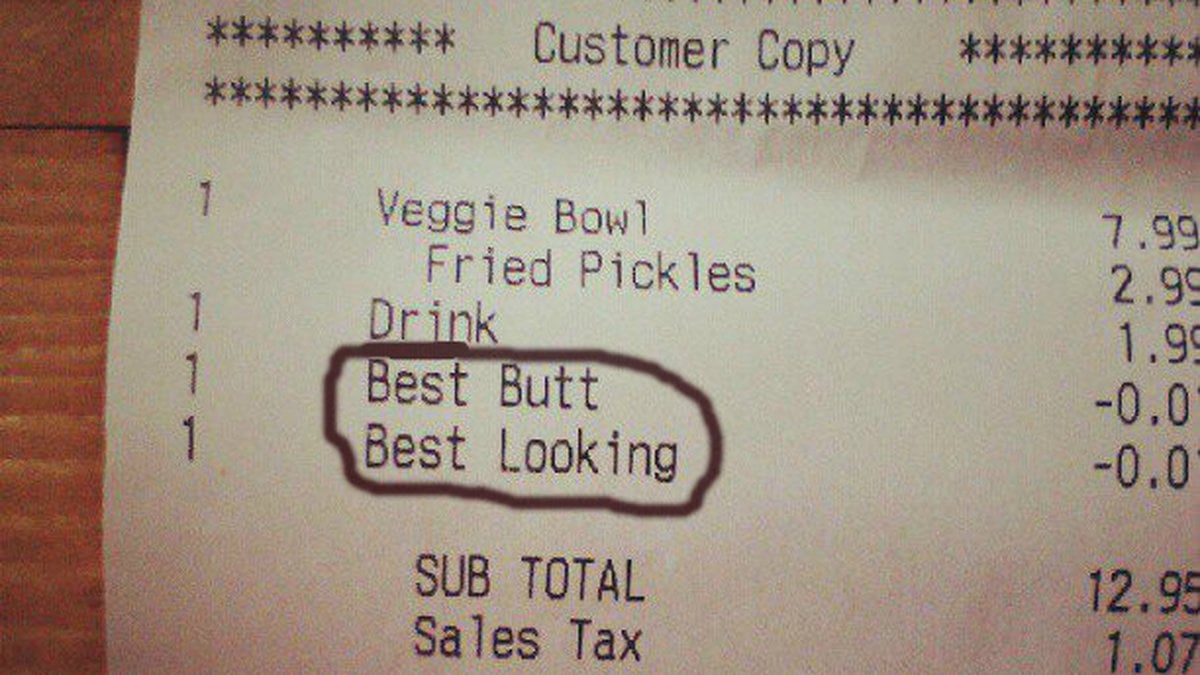 ********** Customer Copy **********
****************************************
1 Veggie Bowl 7.99
Fried Pickles 2.99
1 Drink 1.99
1 Best Butt -0.01
1 Best Looking -0.01
SUB TOTAL 12.95
Sales Tax 1.07